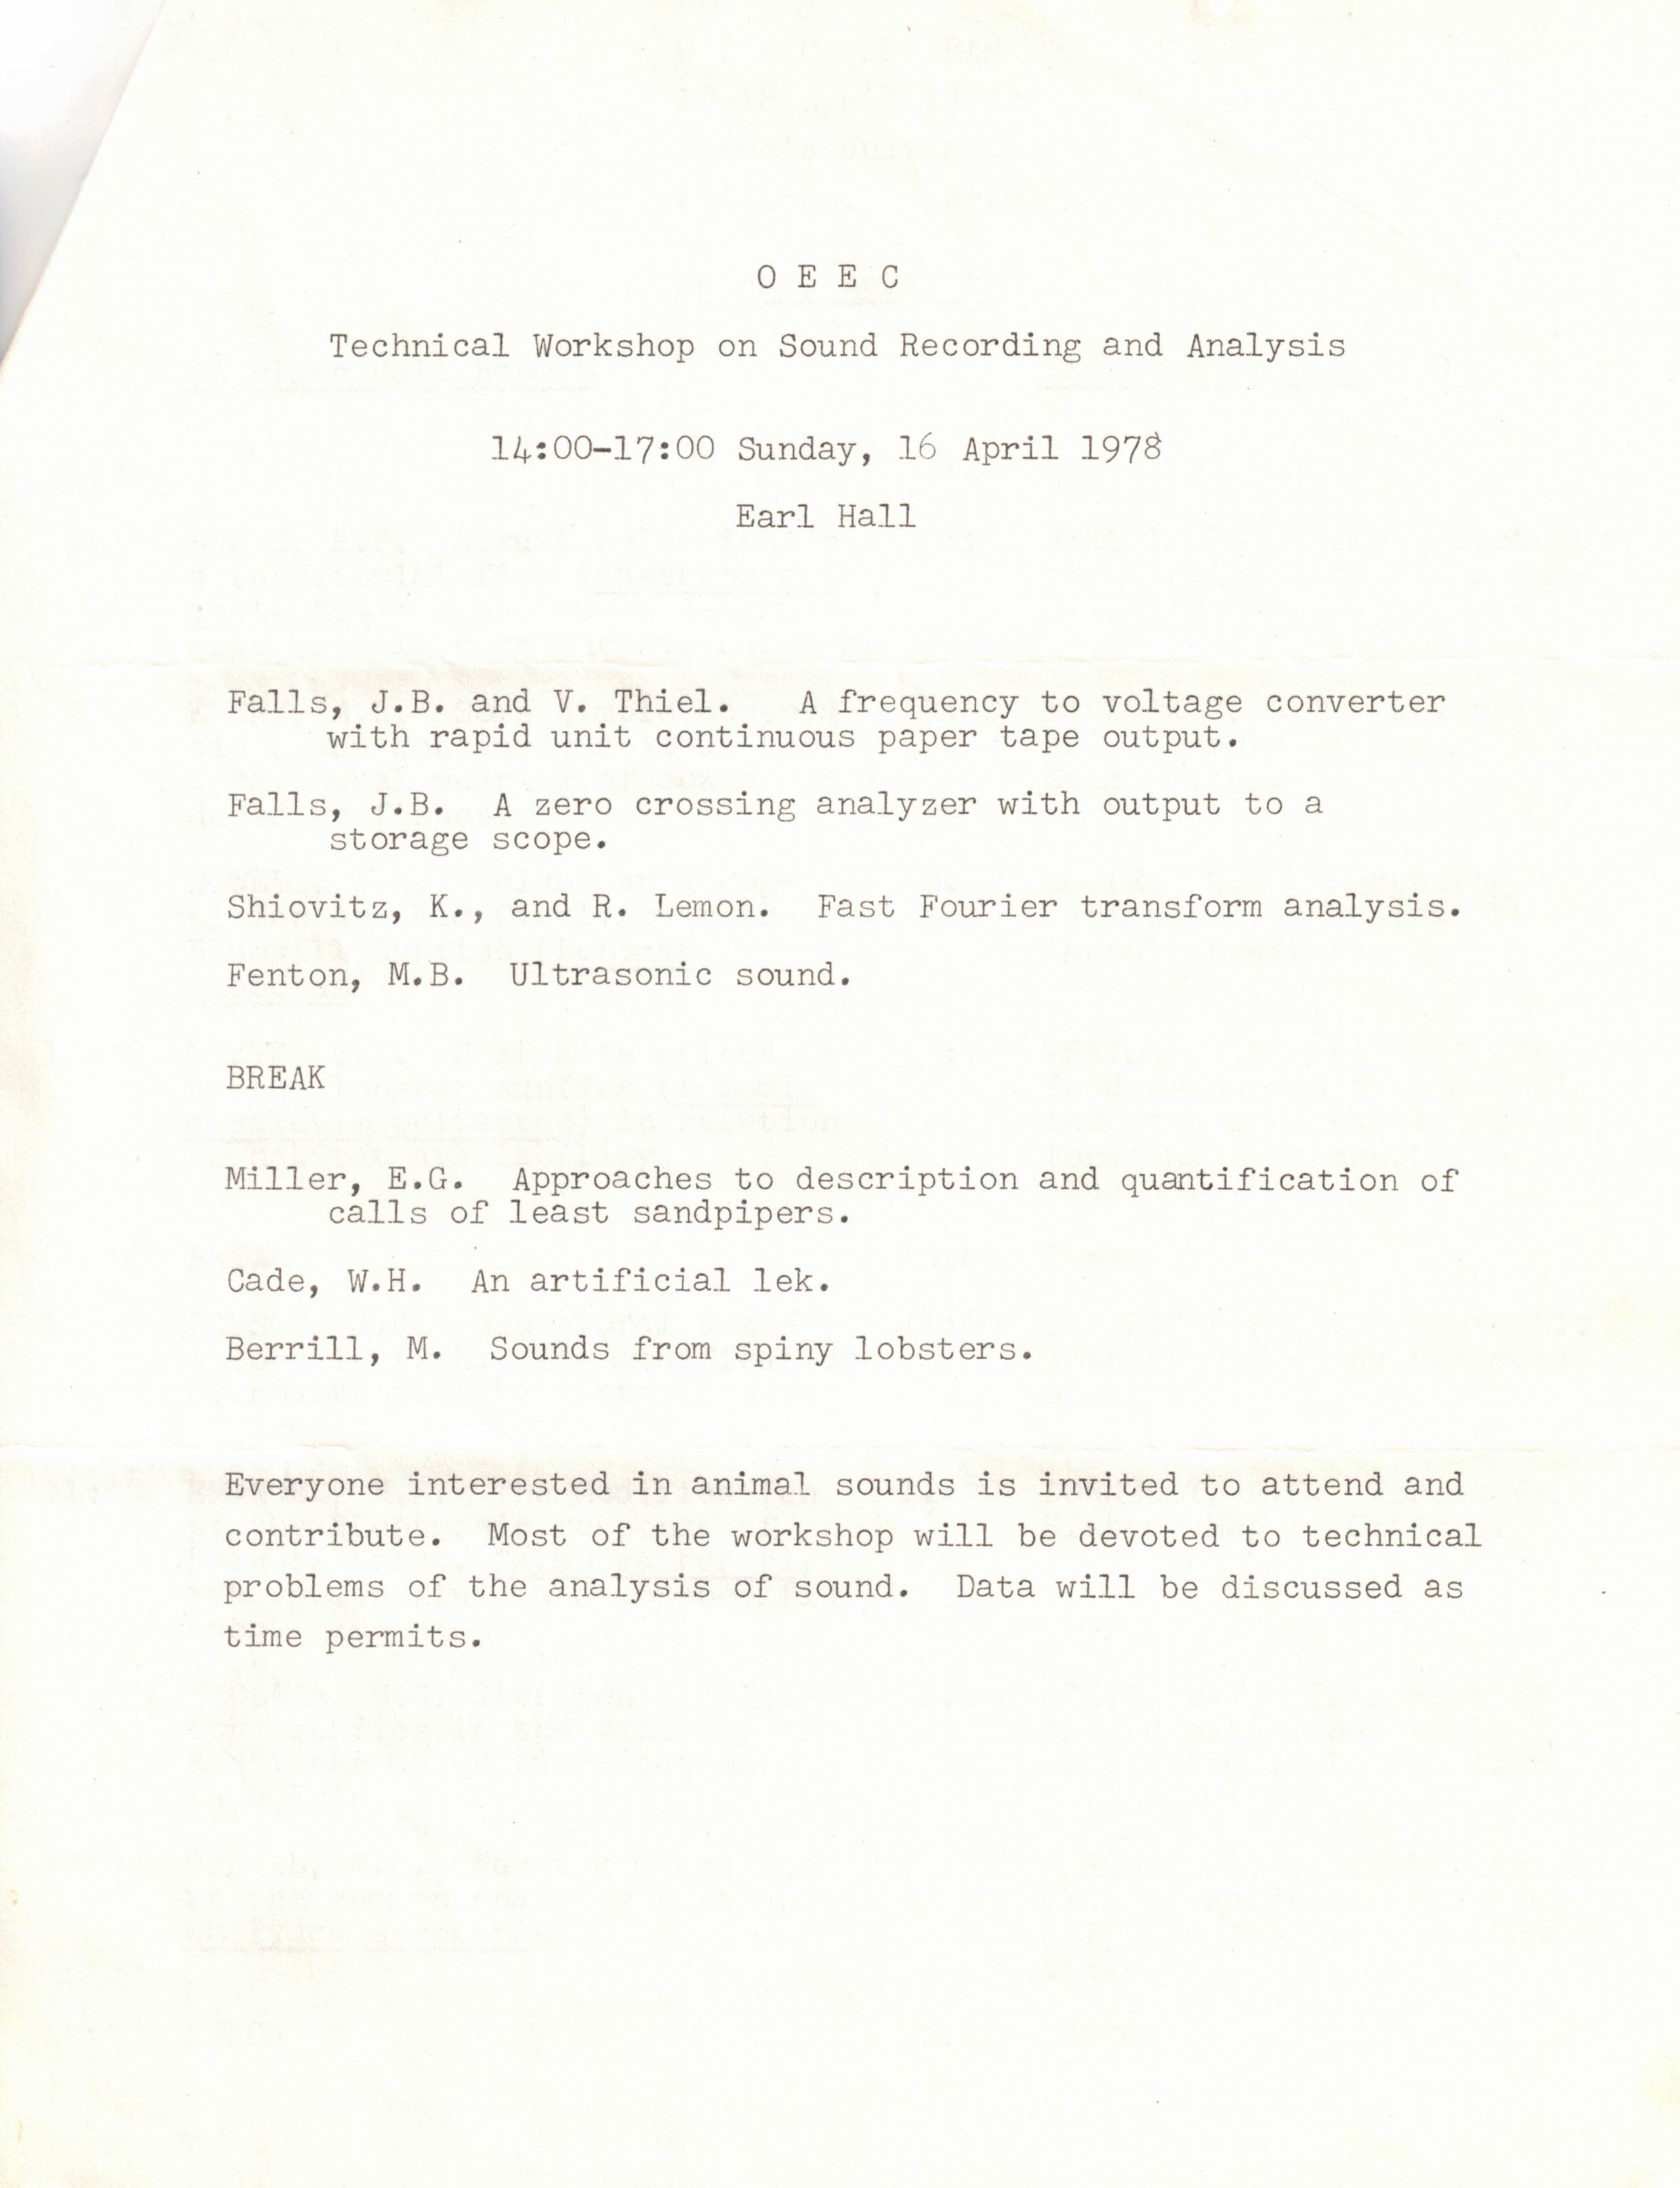 O E E C
Technical Workshop on Sound Recording and Analysis
14:00-17:00 Sunday, 16 April 1978
Earl Hall
Falls, J.B. and V. Thiel. A frequency to voltage converter
with rapid unit continuous paper tape output.
Falls, J.B. A zero crossing analyzer with output to a
storage scope.
Shiovitz, K., and R. Lemon. Fast Fourier transform analysis.
Fenton, M.B. Ultrasonic sound.
BREAK
Miller, E.G. Approaches to description and quantification of
calls of least sandpipers.
Cade, W.H. An artificial lek.
Berrill, M. Sounds from spiny lobsters.
Everyone interested in animal sounds is invited to attend and
contribute. Most of the workshop will be devoted to technical
problems of the analysis of sound. Data will be discussed as
time permits.